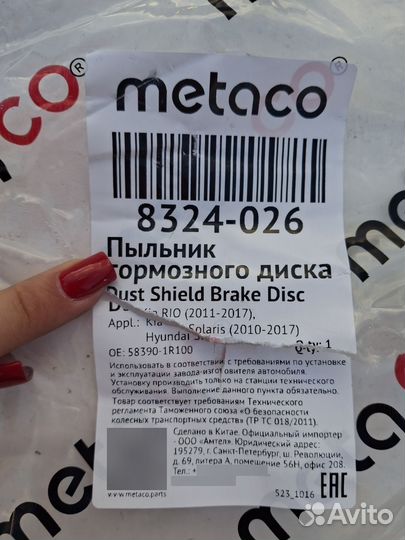 metaco®
8324-026
Пыльник
тормозного диска
Dust Shield Brake Disc
Kia RIO (2011-2017),
Appl.: Solaris (2010-2017)
Hyundai
OE: 58390-1R100
Q-ty: 1
Использовать в соответствии с требованиями по установке
и эксплуатации завода-изготовителя автомобиля.
Установку производить только на станции технического
обслуживания. Выполнение данного пункта обязательно.
Товар соответствует требованиям Технического
регламента Таможенного союза «О безопасности
колесных транспортных средств» (ТР ТС 018/2011).
Сделано в Китае. Официальный импортер
- ООО «Амтел». Юридический адрес:
195279, г. Санкт-Петербург, ш. Революции,
д. 69, литера А, помещение 56Н, офис 208.
Тел.: +
www.metaco.parts
523_1016
EAC
metaco
Avito